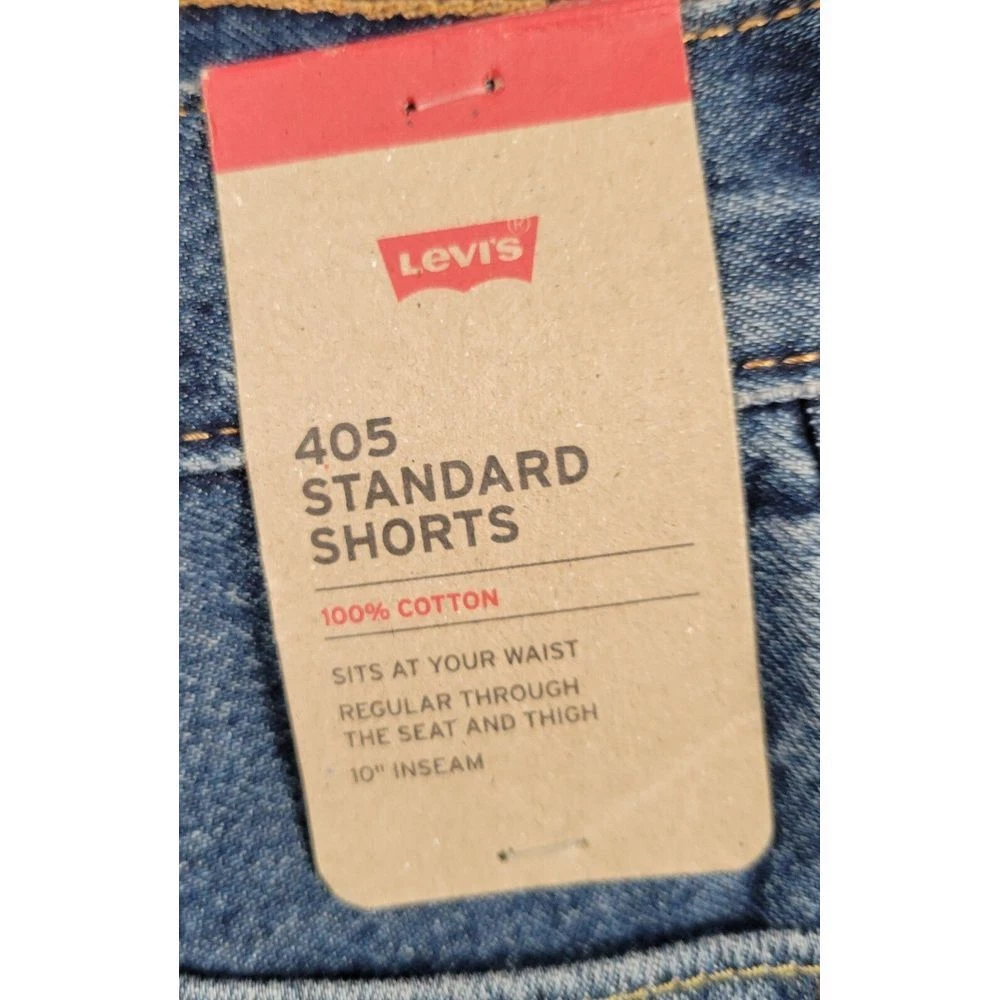 Levi's
®
405
STANDARD
SHORTS
100% COTTON
SITS AT YOUR WAIST
REGULAR THROUGH
THE SEAT AND THIGH
10" INSEAM